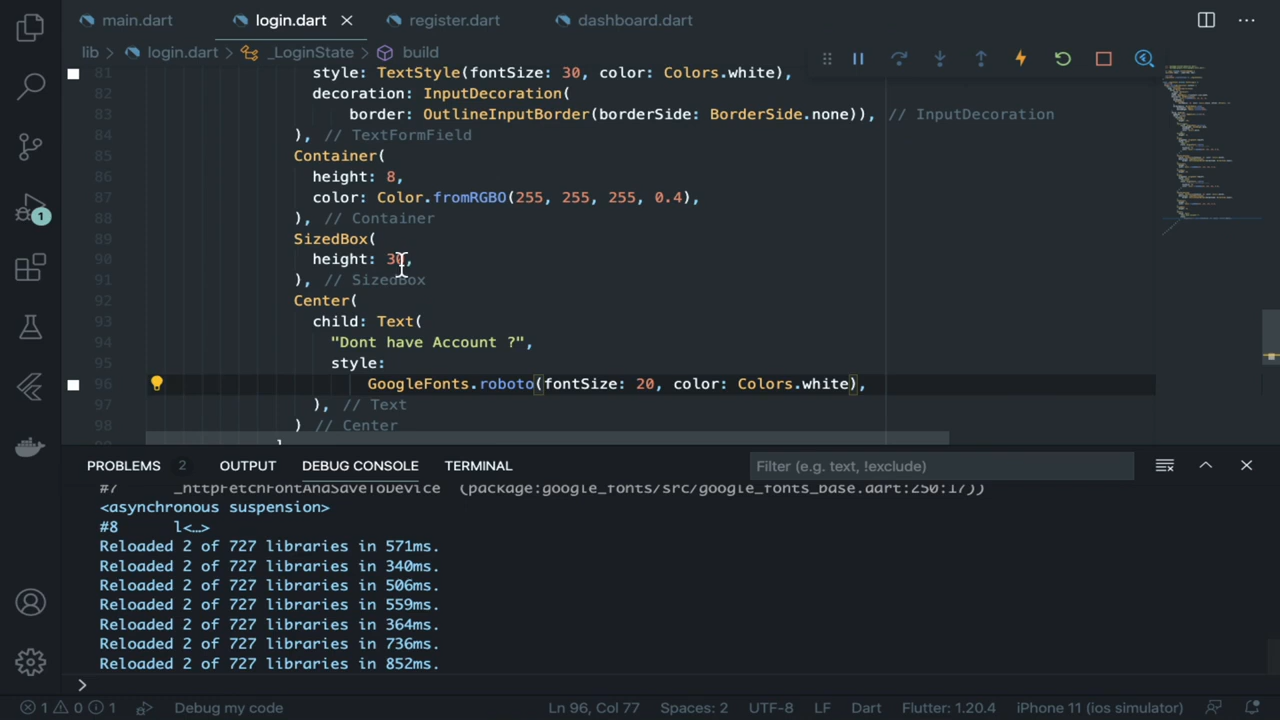 main.dart login.dart register.dart dashboard.dart
lib > login.dart > _LoginState > build
81 style: TextStyle(fontSize: 30, color: Colors.white),
82 decoration: InputDecoration(
83 border: OutlineInputBorder(borderSide: BorderSide.none)), // InputDecoration
84 ), // TextFormField
85 Container(
86 height: 8,
87 color: Color.fromRGBO(255, 255, 255, 0.4),
88 ), // Container
89 SizedBox(
90 height: 30,
91 ), // SizedBox
92 Center(
93 child: Text(
94 "Dont have Account ?",
95 style:
96 GoogleFonts.roboto(fontSize: 20, color: Colors.white),
97 ), // Text
98 ) // Center
PROBLEMS 2 OUTPUT DEBUG CONSOLE TERMINAL Filter (e.g. text, !exclude)
#7 _httpFetchFontAndSaveToDevice (package:google_fonts/src/google_fonts_base.dart:250:17))
<asynchronous suspension>
#8 l<…>
Reloaded 2 of 727 libraries in 571ms.
Reloaded 2 of 727 libraries in 340ms.
Reloaded 2 of 727 libraries in 506ms.
Reloaded 2 of 727 libraries in 559ms.
Reloaded 2 of 727 libraries in 364ms.
Reloaded 2 of 727 libraries in 736ms.
Reloaded 2 of 727 libraries in 852ms.
>
1 0 1 Debug my code Ln 96, Col 77 Spaces: 2 UTF-8 LF Dart Flutter: 1.20.4 iPhone 11 (ios simulator)